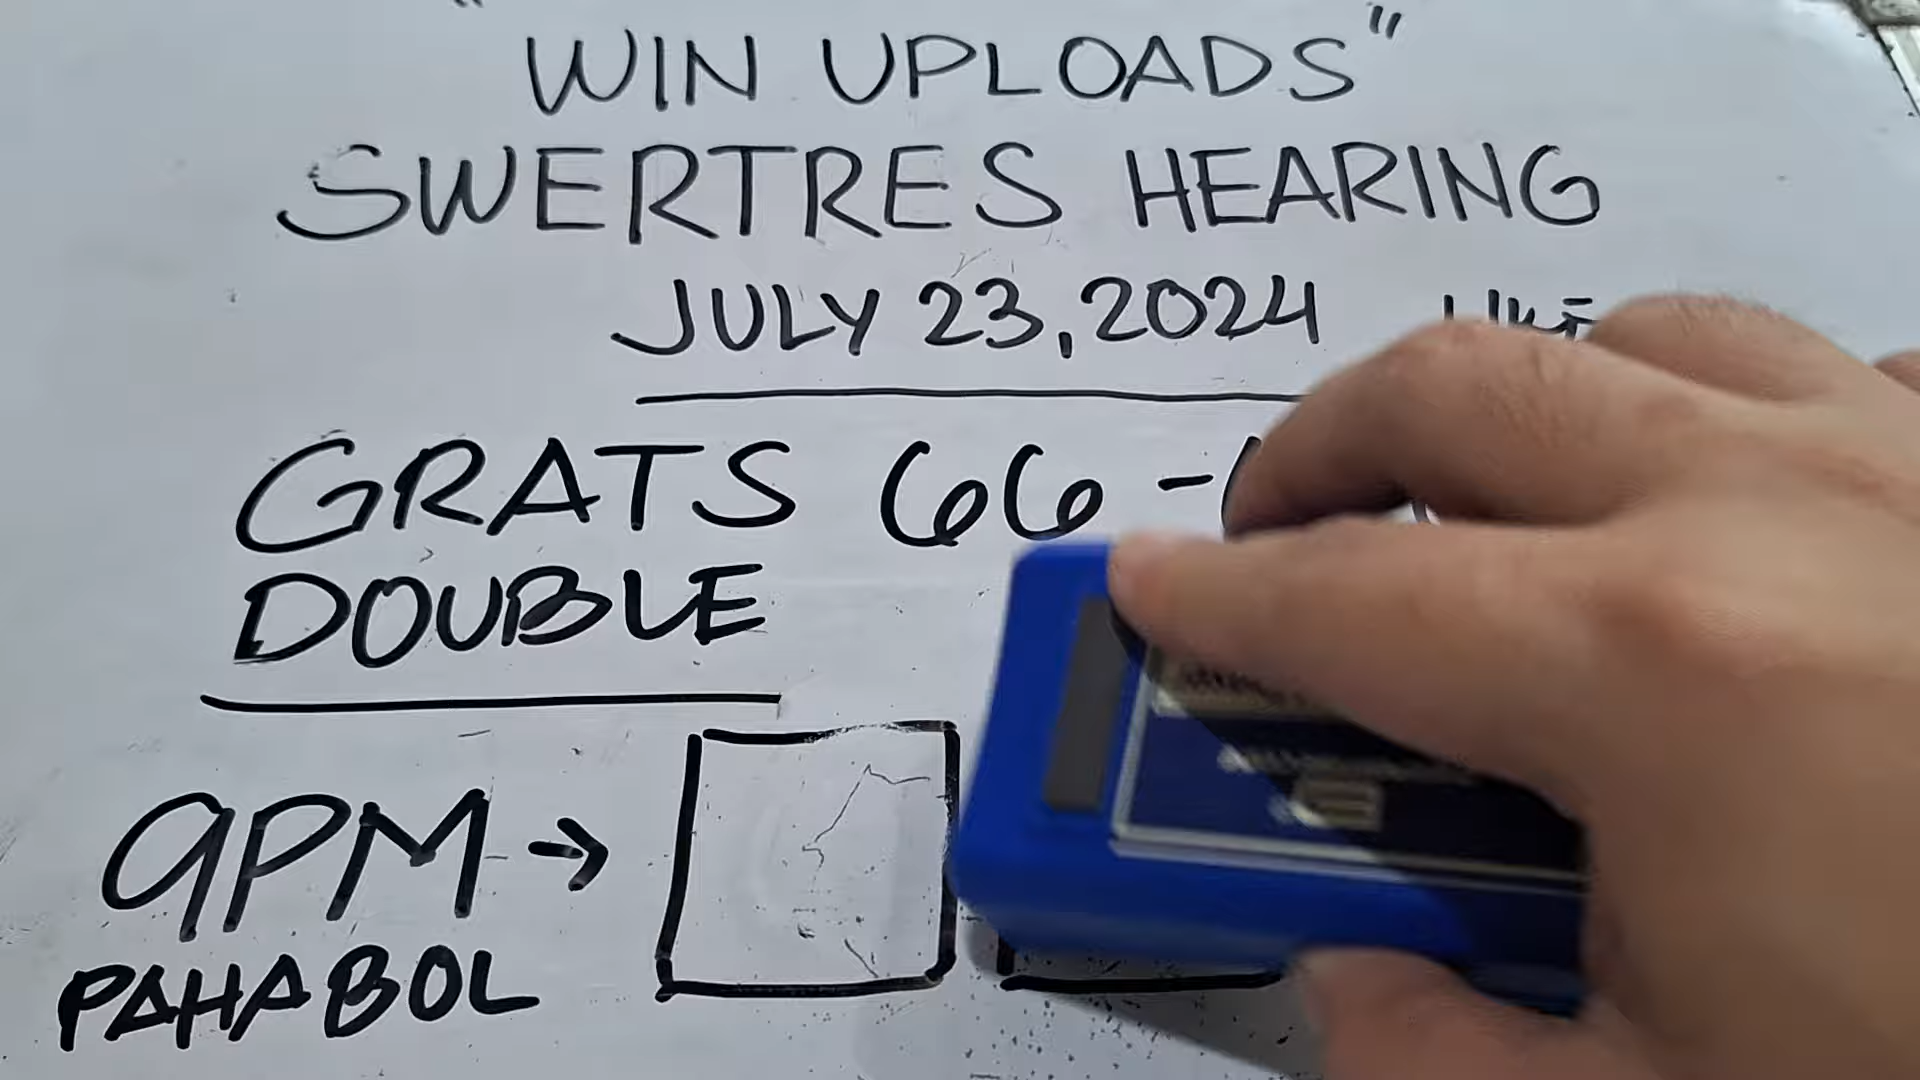 "WIN UPLOADS"
SWERTRES HEARING
JULY 23, 2024
GRATS 66-
DOUBLE
9PM →
PAHABOL